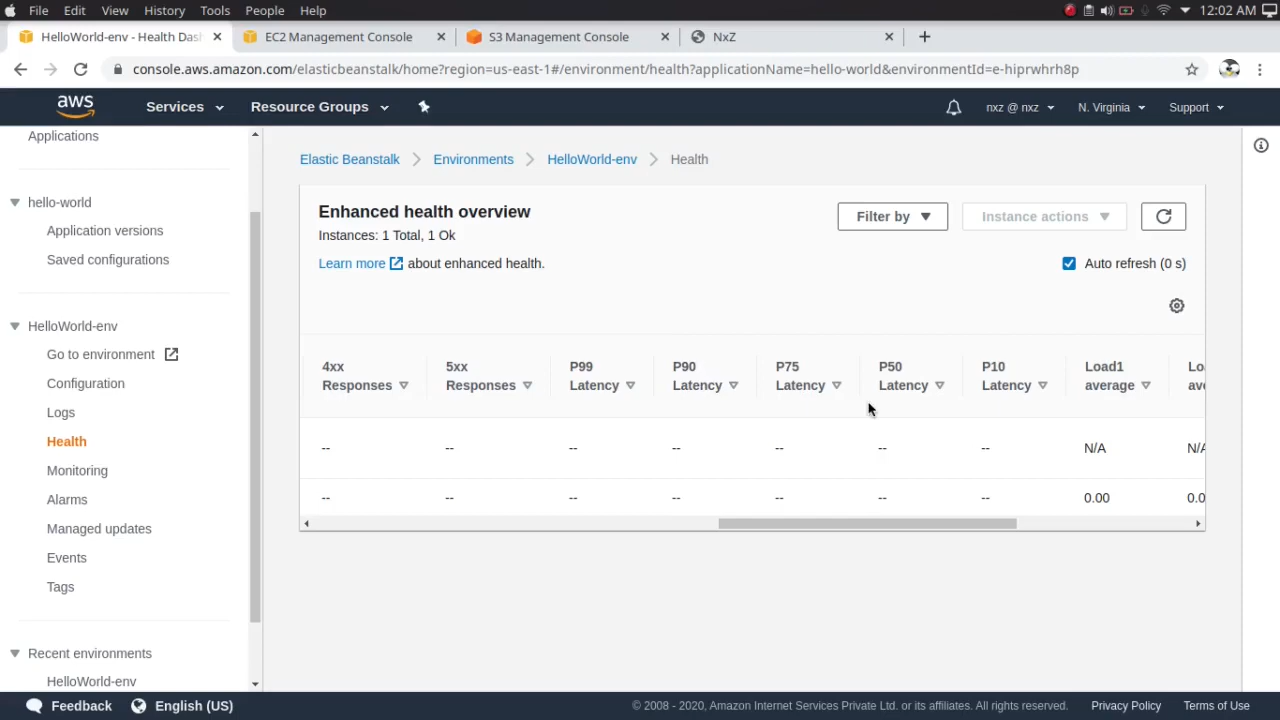 File Edit View History Tools People Help
12:02 AM
HelloWorld-env - Health Das
EC2 Management Console
S3 Management Console
NxZ
console.aws.amazon.com/elasticbeanstalk/home?region=us-east-1#/environment/health?applicationName=hello-world&environmentId=e-hiprwhrh8p
aws
Services
Resource Groups
nxz @ nxz
N. Virginia
Support
Applications
hello-world
Application versions
Saved configurations
HelloWorld-env
Go to environment
Configuration
Logs
Health
Monitoring
Alarms
Managed updates
Events
Tags
Recent environments
HelloWorld-env
Elastic Beanstalk > Environments > HelloWorld-env > Health
Enhanced health overview
Instances: 1 Total, 1 Ok
Learn more about enhanced health.
Filter by
Instance actions
Auto refresh (0 s)
4xx Responses
5xx Responses
P99 Latency
P90 Latency
P75 Latency
P50 Latency
P10 Latency
Load1 average
Lo
av
-- -- -- -- -- -- -- N/A N/A
-- -- -- -- -- -- -- 0.00 0.0
Feedback
English (US)
© 2008 - 2020, Amazon Internet Services Private Ltd. or its affiliates. All rights reserved.
Privacy Policy
Terms of Use